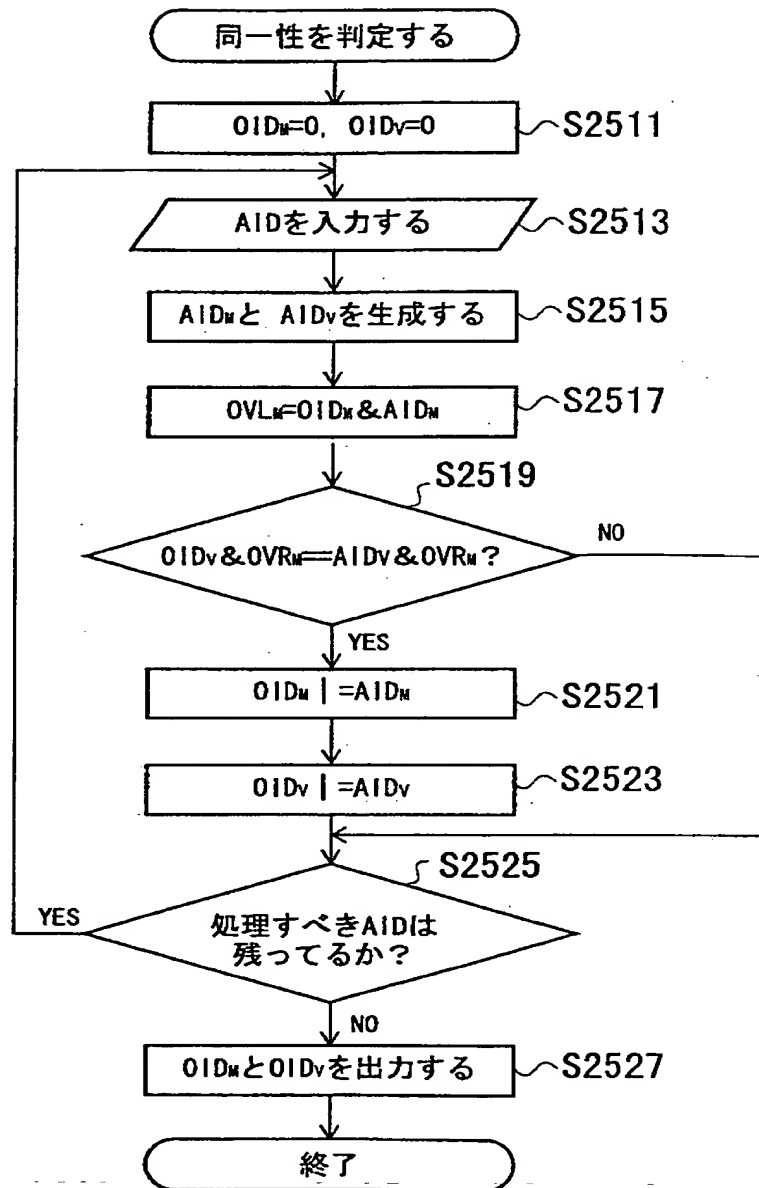 同一性を判定する
OIDM=0, OIDV=0
S2511
AIDを入力する
S2513
AIDMと AIDVを生成する
S2515
OVLM=OIDM&AIDM
S2517
S2519
OIDV&OVRM==AIDV&OVRM?
NO
YES
OIDM|=AIDM
S2521
OIDV|=AIDV
S2523
S2525
YES
処理すべきAIDは
残ってるか?
NO
OIDMとOIDVを出力する
S2527
終了